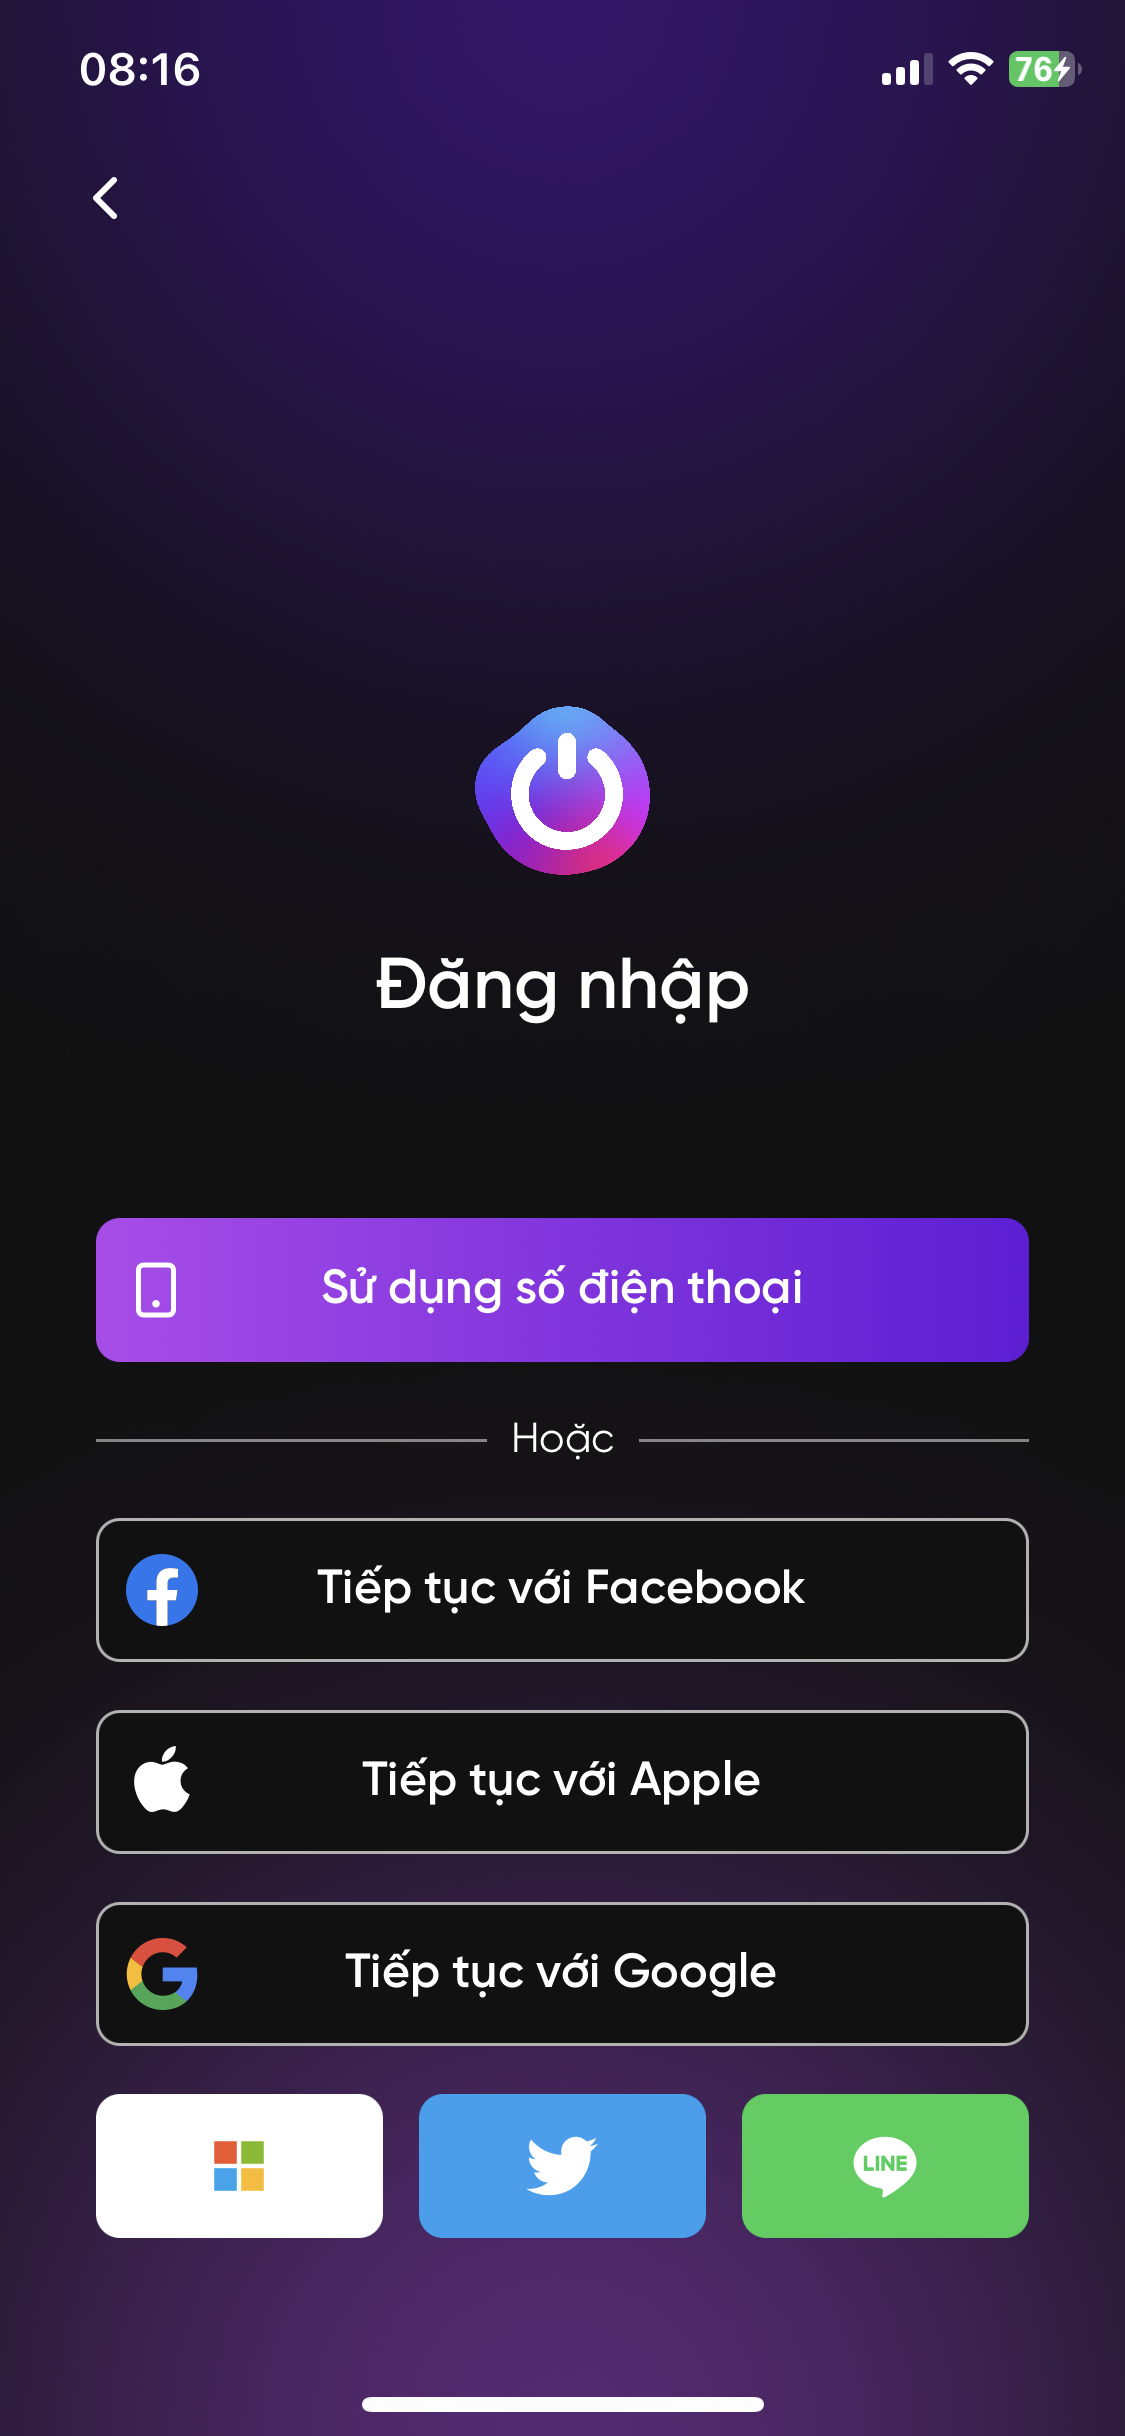 08:16
76
Đăng nhập
Sử dụng số điện thoại
Hoặc
Tiếp tục với Facebook
Tiếp tục với Apple
Tiếp tục với Google
LINE